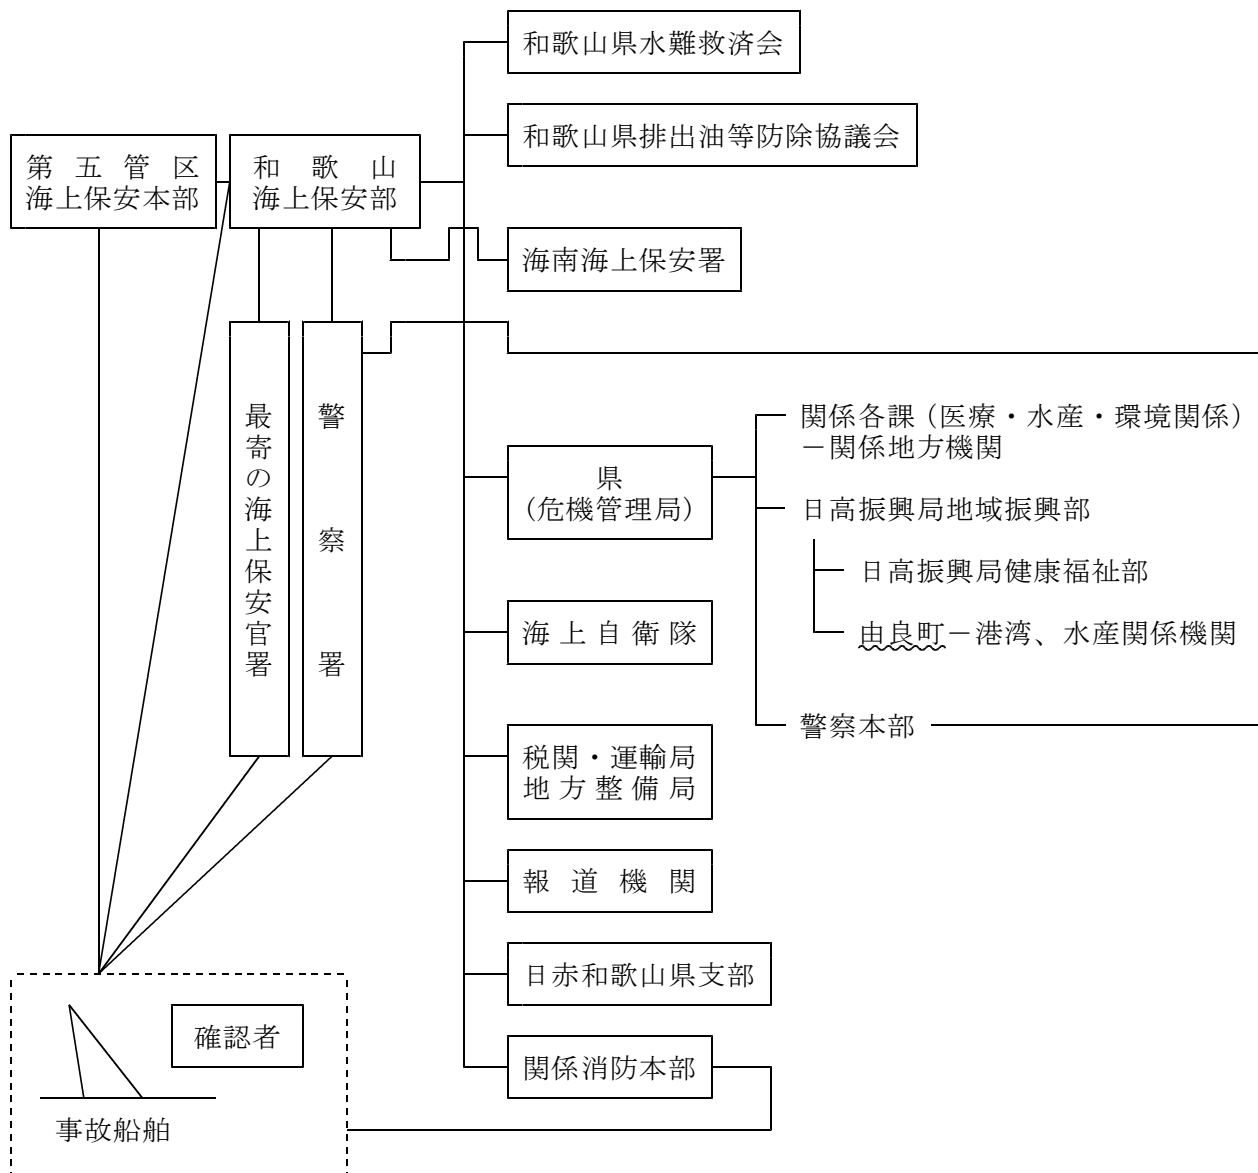 和歌山県水難救済会
和歌山県排出油等防除協議会
第五管区
海上保安本部
和歌山
海上保安部
海南海上保安署
最寄の海上保安官署
警察署
県
(危機管理局)
関係各課(医療・水産・環境関係)
－関係地方機関
日高振興局地域振興部
日高振興局健康福祉部
由良町－港湾、水産関係機関
海上自衛隊
警察本部
税関・運輸局
地方整備局
報道機関
日赤和歌山県支部
確認者
関係消防本部
事故船舶